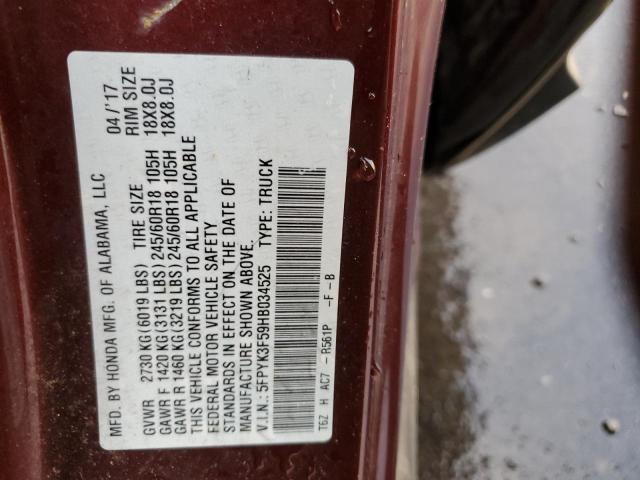 MFD. BY HONDA MFG. OF ALABAMA, LLC 04/'17
GVWR 2730 KG(6019 LBS) TIRE SIZE RIM SIZE
GAWR F 1420 KG(3131 LBS)245/60R18 105H 18X8.0J
GAWR R 1460 KG(3219 LBS)245/60R18 105H 18X8.0J
THIS VEHICLE CONFORMS TO ALL APPLICABLE
FEDERAL MOTOR VEHICLE SAFETY
STANDARDS IN EFFECT ON THE DATE OF
MANUFACTURE SHOWN ABOVE.
V.I.N.: 5FPYK3F59HB034525 TYPE: TRUCK
T6Z H AC7 - R561P -F - B